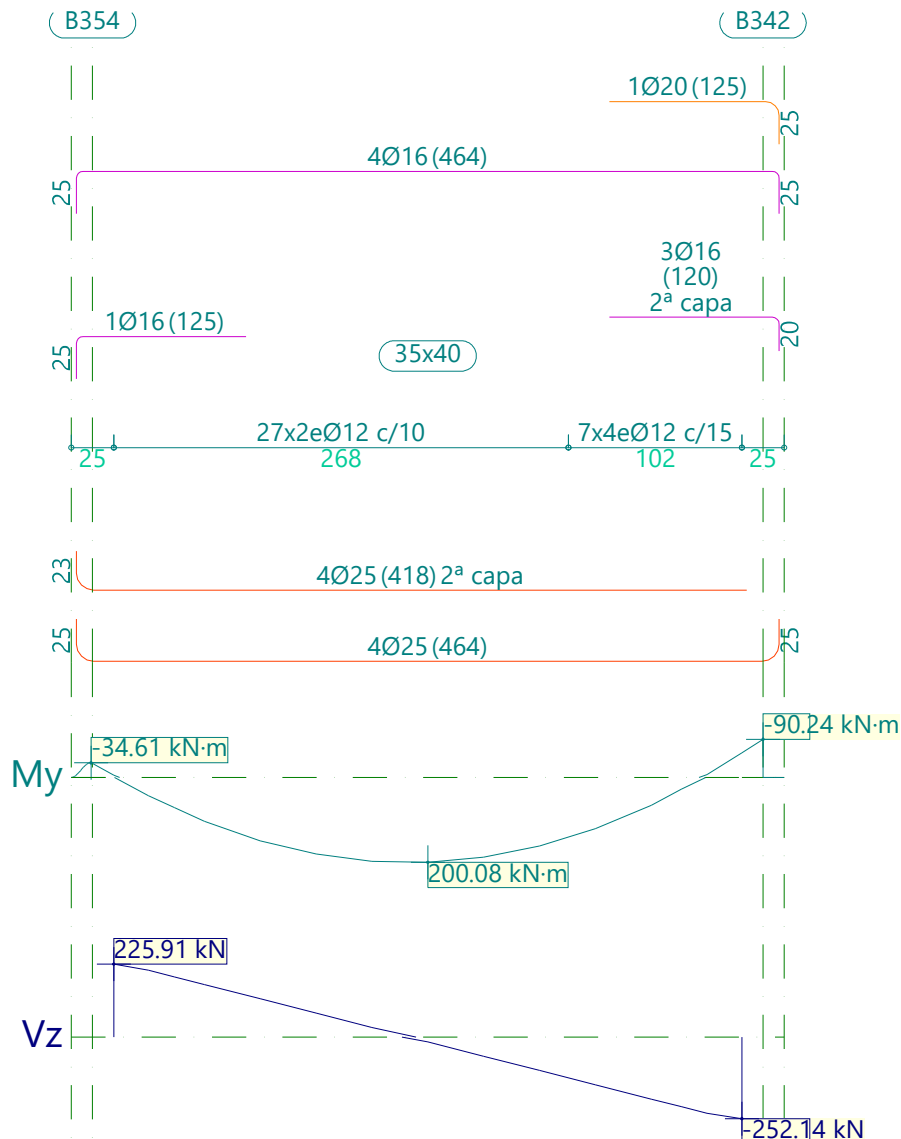 B354
B342
1Ø20 (125)
25
4Ø16 (464)
25
25
3Ø16
(120)
2ª capa
1Ø16 (125)
20
25
35x40
27x2eØ12 c/10
7x4eØ12 c/15
25
268
102
25
23
4Ø25 (418) 2ª capa
25
4Ø25 (464)
25
-90.24 kN·m
-34.61 kN·m
My
200.08 kN·m
225.91 kN
Vz
-252.14 kN